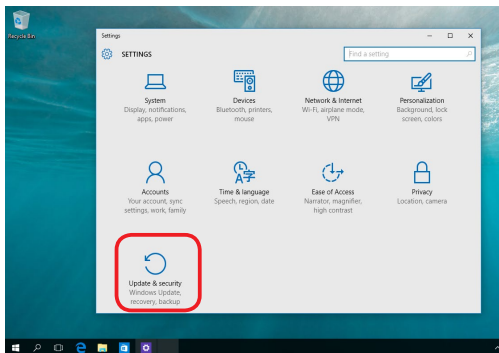 Recycle Bin
Settings
SETTINGS
Find a setting
System
Display, notifications,
apps, power
Devices
Bluetooth, printers,
mouse
Network & Internet
Wi-Fi, airplane mode,
VPN
Personalization
Background, lock
screen, colors
Accounts
Your account, sync
settings, work, family
Time & language
Speech, region, date
Ease of Access
Narrator, magnifier,
high contrast
Privacy
Location, camera
Update & security
Windows Update,
recovery, backup